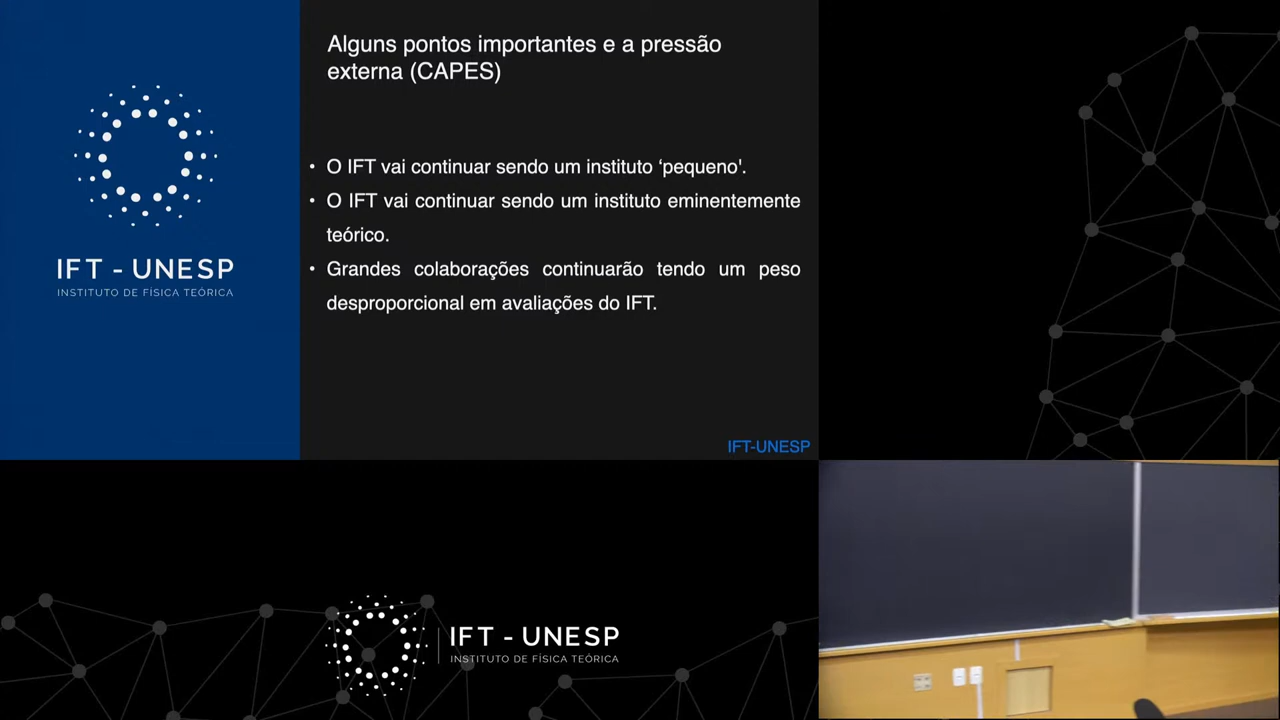 Alguns pontos importantes e a pressão
externa (CAPES)
IFT - UNESP
INSTITUTO DE FÍSICA TEÓRICA
• O IFT vai continuar sendo um instituto ‘pequeno'.
• O IFT vai continuar sendo um instituto eminentemente
teórico.
• Grandes colaborações continuarão tendo um peso
desproporcional em avaliações do IFT.
IFT-UNESP
IFT - UNESP
INSTITUTO DE FÍSICA TEÓRICA